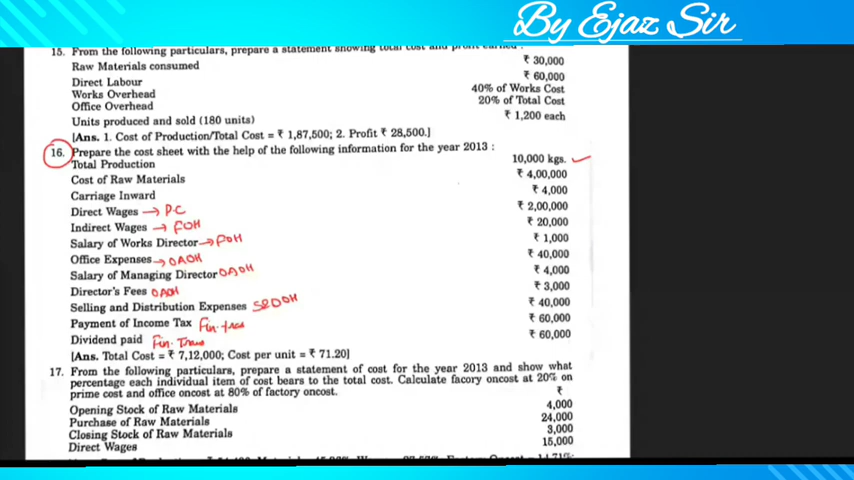 By Ejaz Sir
15. From the following particulars, prepare a statement showing total cost and profit earned :
Raw Materials consumed ₹ 30,000
Direct Labour ₹ 60,000
Works Overhead 40% of Works Cost
Office Overhead 20% of Total Cost
Units produced and sold (180 units) ₹ 1,200 each
[Ans. 1. Cost of Production/Total Cost = ₹ 1,87,500; 2. Profit ₹ 28,500.]
16. Prepare the cost sheet with the help of the following information for the year 2013 :
Total Production 10,000 kgs.
Cost of Raw Materials ₹ 4,00,000
Carriage Inward ₹ 4,000
Direct Wages → P.C ₹ 2,00,000
Indirect Wages → FOH ₹ 20,000
Salary of Works Director → FOH ₹ 1,000
Office Expenses → OAOH ₹ 40,000
Salary of Managing Director OAOH ₹ 4,000
Director's Fees OAOH ₹ 3,000
Selling and Distribution Expenses S&DOH ₹ 40,000
Payment of Income Tax Fin. ₹ 60,000
Dividend paid Fin. ₹ 60,000
[Ans. Total Cost = ₹ 7,12,000; Cost per unit = ₹ 71.20]
17. From the following particulars, prepare a statement of cost for the year 2013 and show what
percentage each individual item of cost bears to the total cost. Calculate facory oncost at 20% on
prime cost and office oncost at 80% of factory oncost.
₹
Opening Stock of Raw Materials 4,000
Purchase of Raw Materials 24,000
Closing Stock of Raw Materials 3,000
Direct Wages 15,000